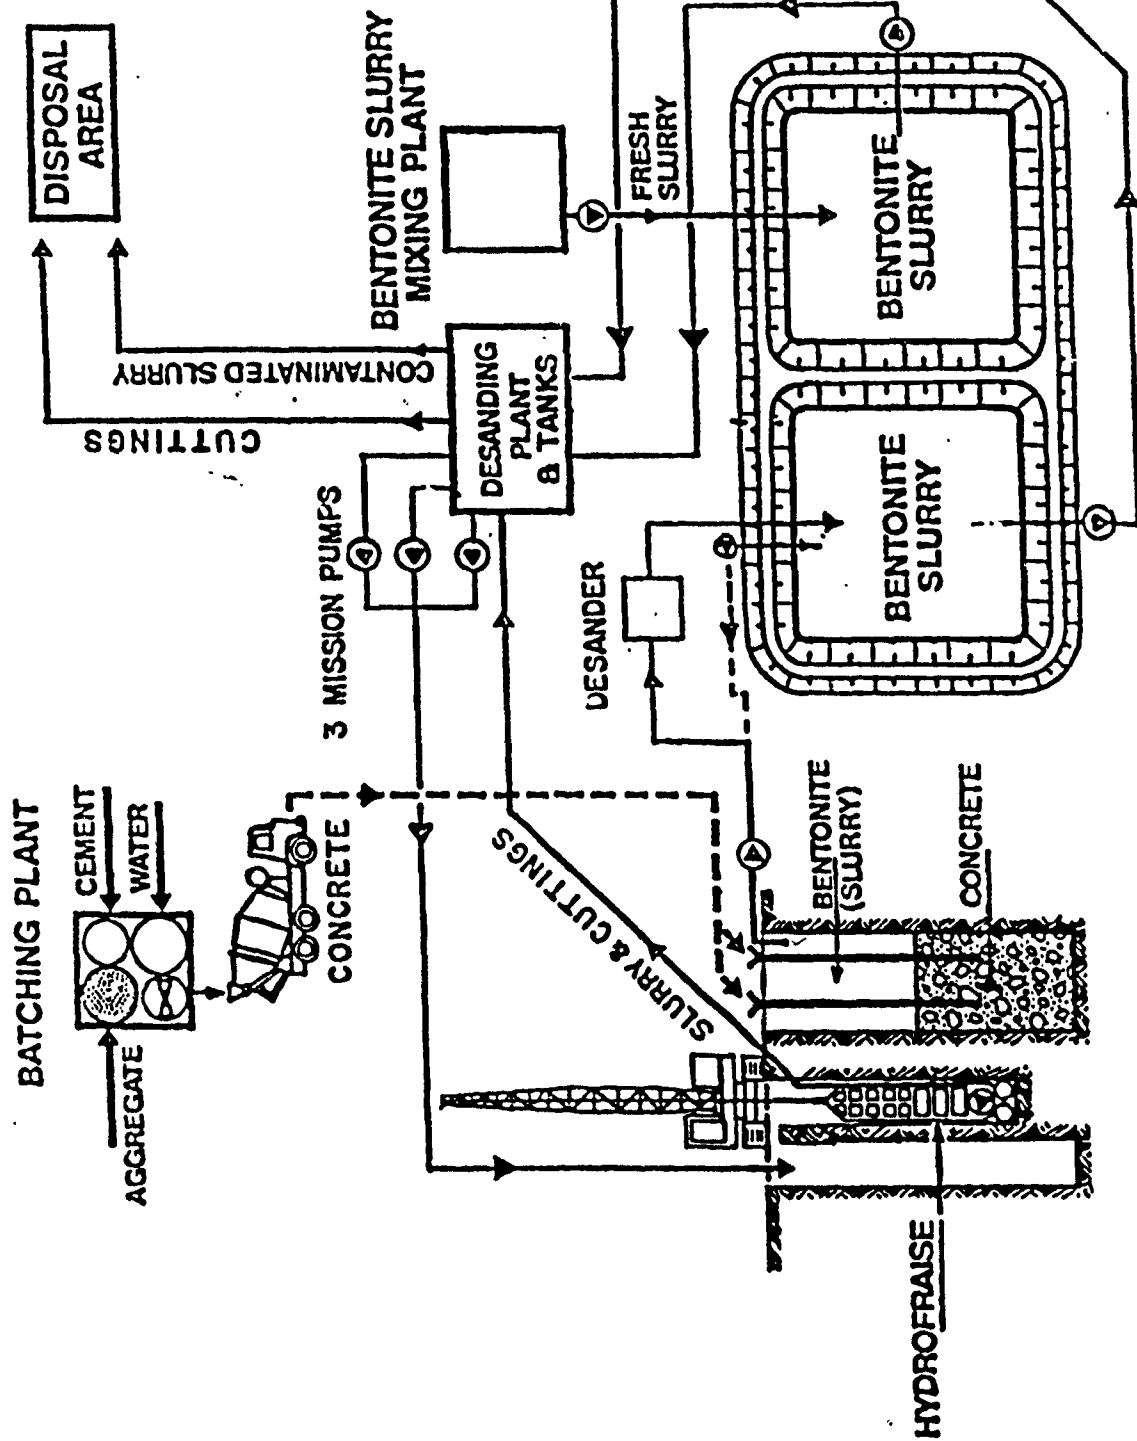 BATCHING PLANT
AGGREGATE
CEMENT
WATER
CONCRETE
3 MISSION PUMPS
CUTTINGS
CONTAMINATED SLURRY
DISPOSAL
AREA
BENTONITE SLURRY
MIXING PLANT
DESANDING
PLANT
& TANKS
FRESH
SLURRY
SLURRY & CUTTINGS
DESANDER
BENTONITE
SLURRY
BENTONITE
SLURRY
BENTONITE
(SLURRY)
CONCRETE
HYDROFRAISE